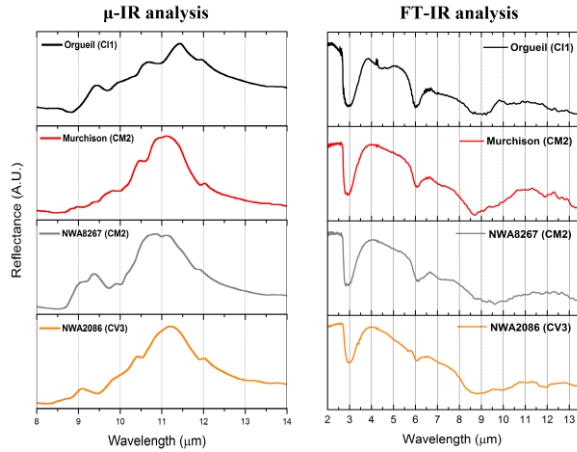 μ-IR analysis
FT-IR analysis
Orgueil (CI1)
Murchison (CM2)
NWA8267 (CM2)
NWA2086 (CV3)
Reflectance (A.U.)
8 9 10 11 12 13 14
Wavelength (μm)
Orgueil (CI1)
Murchison (CM2)
NWA8267 (CM2)
NWA2086 (CV3)
2 3 4 5 6 7 8 9 10 11 12 13
Wavelength (μm)